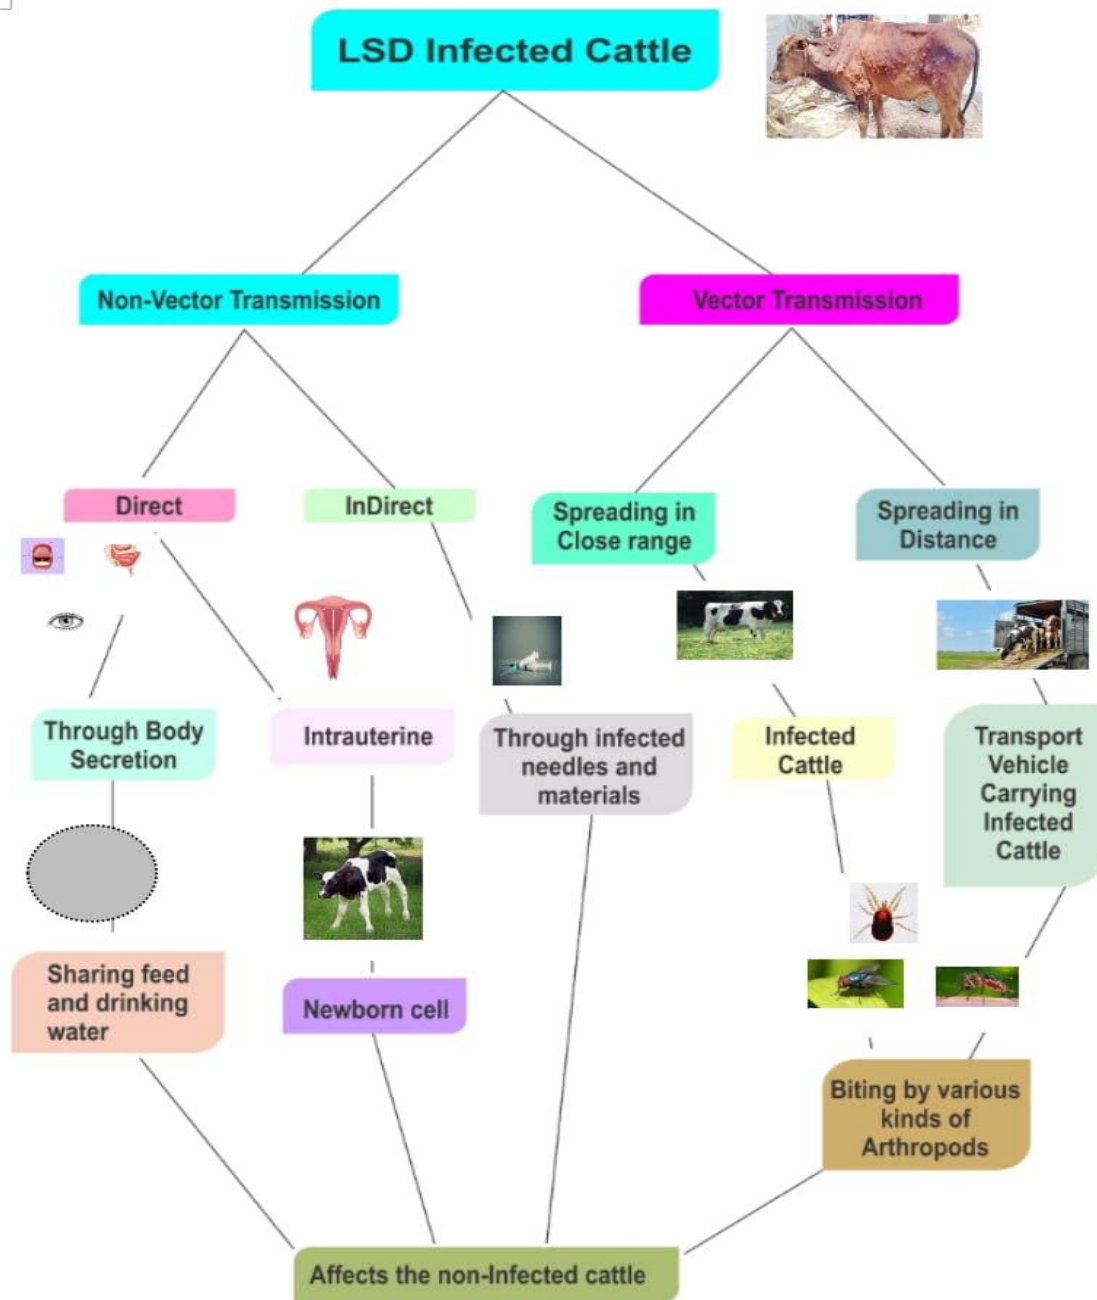 LSD Infected Cattle
Non-Vector Transmission
Vector Transmission
Direct
InDirect
Spreading in
Close range
Spreading in
Distance
Through Body
Secretion
Intrauterine
Through infected
needles and
materials
Infected
Cattle
Transport
Vehicle
Carrying
Infected
Cattle
Sharing feed
and drinking
water
Newborn cell
Biting by various
kinds of
Arthropods
Affects the non-Infected cattle